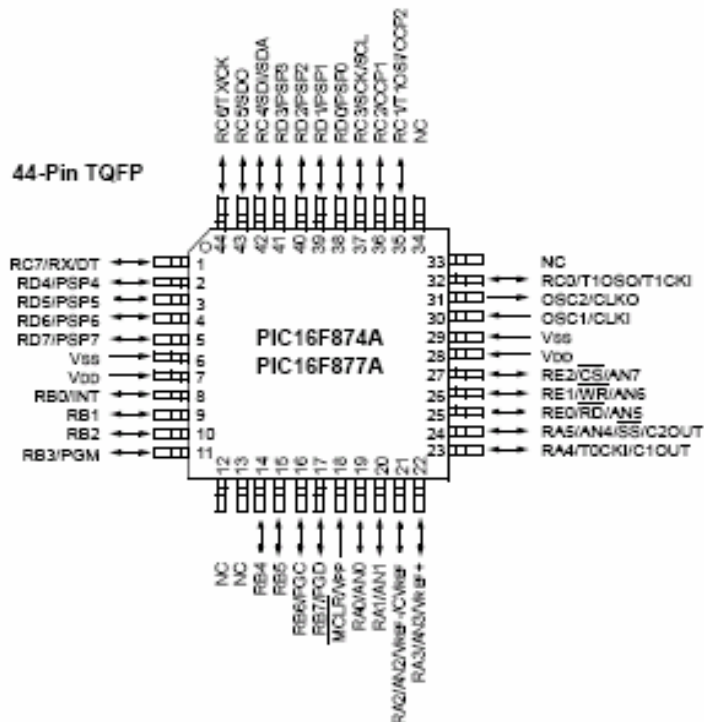 44-Pin TQFP
RC6/TX/CK
RC5/SDO
RC4/SDI/SDA
RD3/PSP3
RD2/PSP2
RD1/PSP1
RD0/PSP0
RC3/SCK/SCL
RC2/CCP1
RC1/T1OSI/CCP2
NC
44
43
42
41
40
39
38
37
36
35
34
RC7/RX/DT 1
RD4/PSP4 2
RD5/PSP5 3
RD6/PSP6 4
RD7/PSP7 5
VSS 6
VDD 7
RB0/INT 8
RB1 9
RB2 10
RB3/PGM 11
PIC16F874A
PIC16F877A
33 NC
32 RC0/T1OSO/T1CKI
31 OSC2/CLKO
30 OSC1/CLKI
29 VSS
28 VDD
27 RE2/CS/AN7
26 RE1/WR/AN6
25 RE0/RD/AN5
24 RA5/AN4/SS/C2OUT
23 RA4/T0CKI/C1OUT
12
13
14
15
16
17
18
19
20
21
22
NC
NC
RB4
RB5
RB6/PGC
RB7/PGD
MCLR/VPP
RA0/AN0
RA1/AN1
RA2/AN2/VREF-/CVREF
RA3/AN3/VREF+